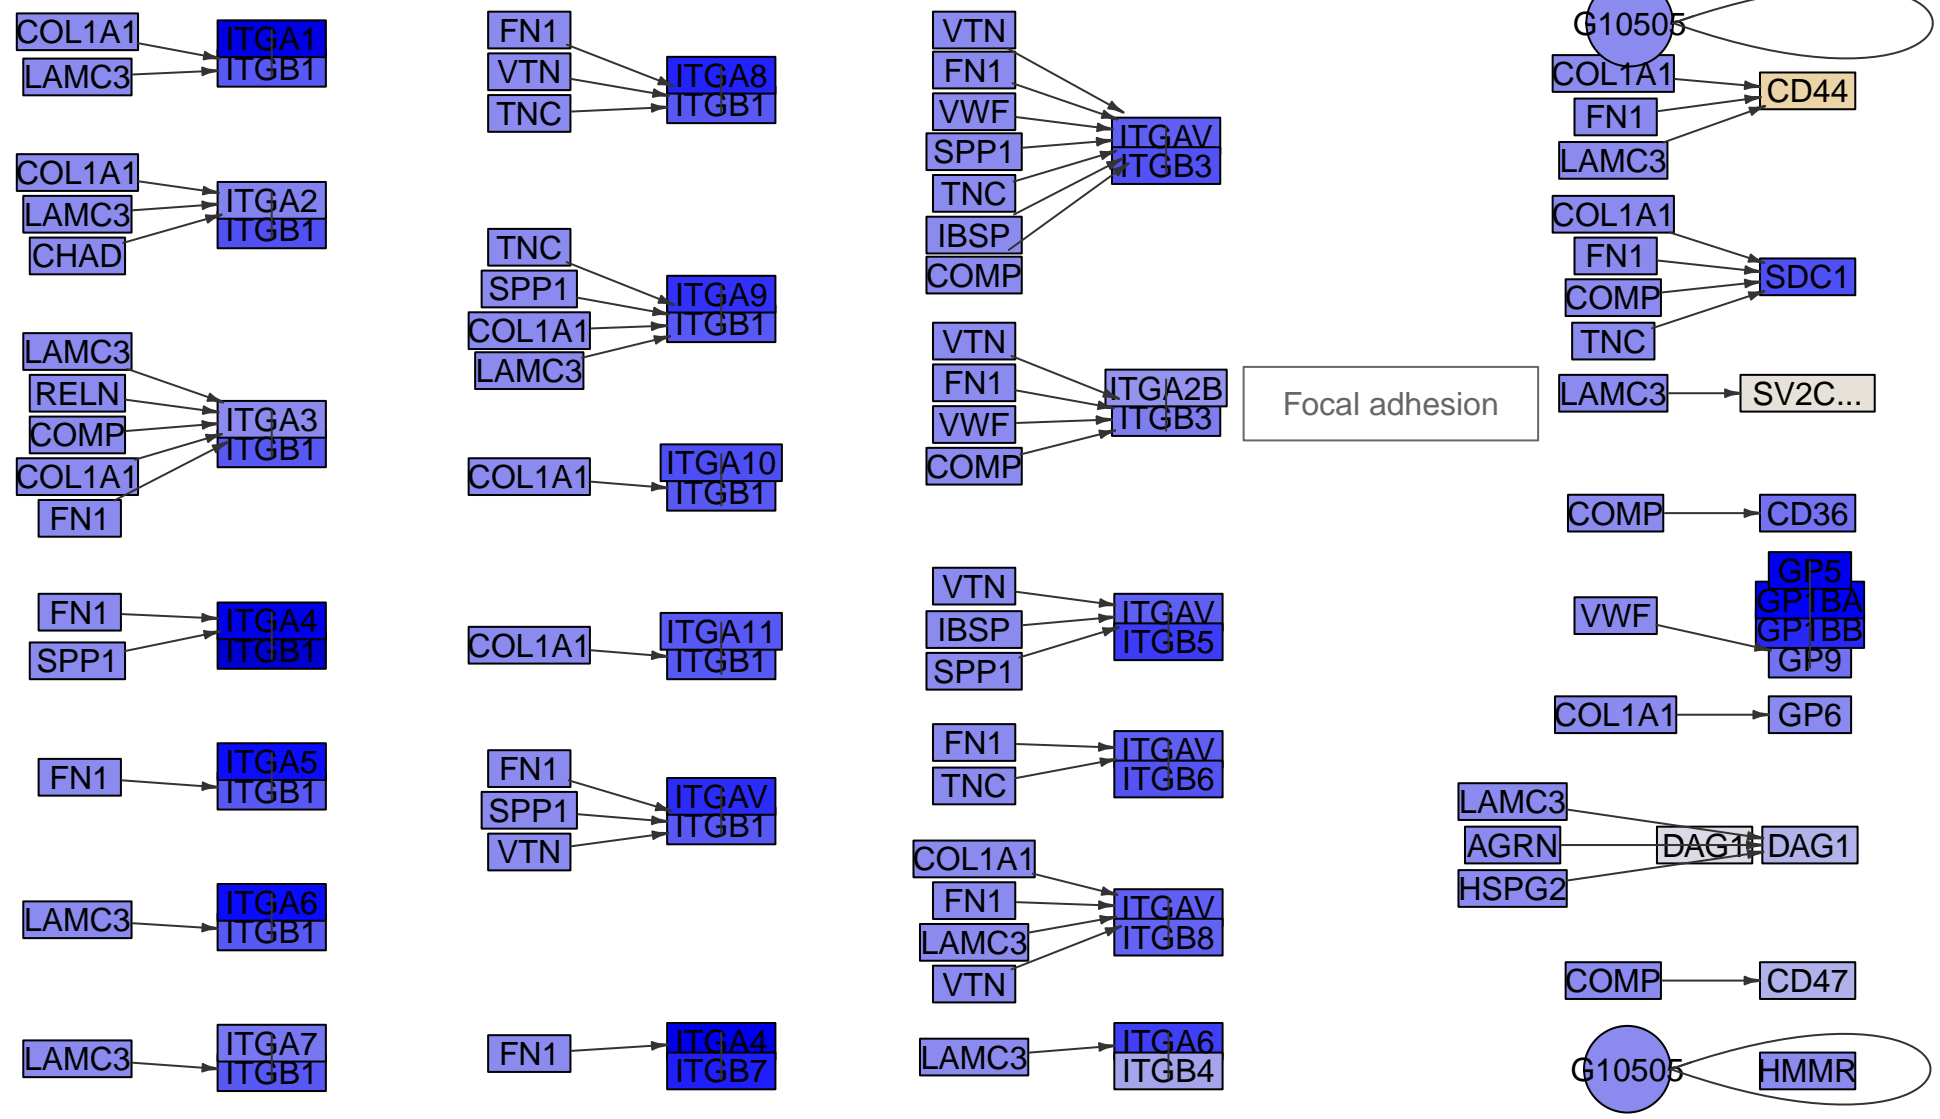 COL1A1
LAMC3
ITGA1
ITGB1
COL1A1
LAMC3
CHAD
ITGA2
ITGB1
LAMC3
RELN
COMP
COL1A1
FN1
ITGA3
ITGB1
FN1
SPP1
ITGA4
ITGB1
FN1
ITGA5
ITGB1
LAMC3
ITGA6
ITGB1
LAMC3
ITGA7
ITGB1
FN1
VTN
TNC
ITGA8
ITGB1
TNC
SPP1
COL1A1
LAMC3
ITGA9
ITGB1
COL1A1
ITGA10
ITGB1
COL1A1
ITGA11
ITGB1
FN1
SPP1
VTN
ITGAV
ITGB1
FN1
ITGA4
ITGB7
VTN
FN1
VWF
SPP1
TNC
IBSP
COMP
ITGAV
ITGB3
VTN
FN1
VWF
COMP
ITGA2B
ITGB3
Focal adhesion
VTN
IBSP
SPP1
ITGAV
ITGB5
FN1
TNC
ITGAV
ITGB6
COL1A1
FN1
LAMC3
VTN
ITGAV
ITGB8
LAMC3
ITGA6
ITGB4
G10505
COL1A1
FN1
LAMC3
CD44
COL1A1
FN1
COMP
TNC
SDC1
LAMC3
SV2C...
COMP
CD36
VWF
GP5
GP1BA
GP1BB
GP9
COL1A1
GP6
LAMC3
AGRN
HSPG2
DAG1
DAG1
COMP
CD47
G10505
HMMR